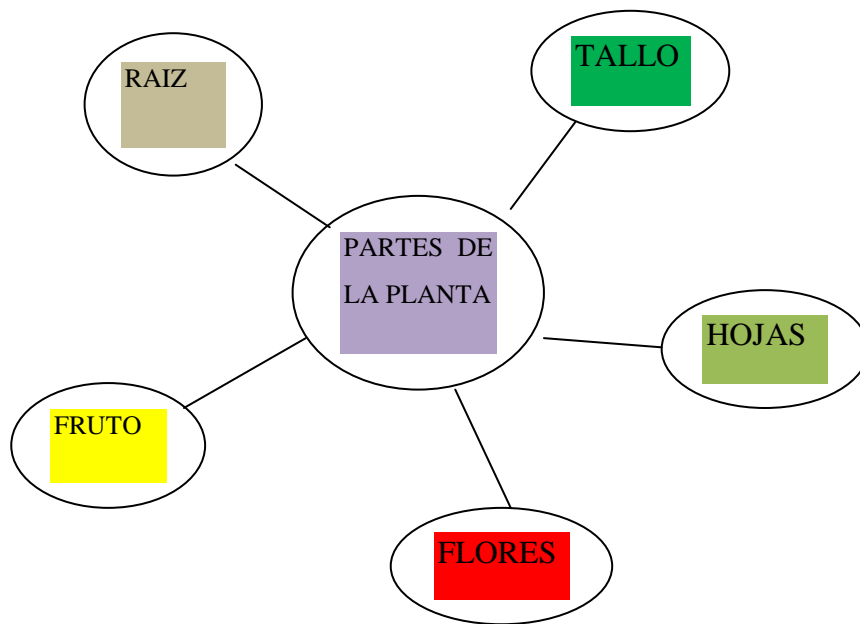 RAIZ
TALLO
PARTES DE
LA PLANTA
HOJAS
FRUTO
FLORES